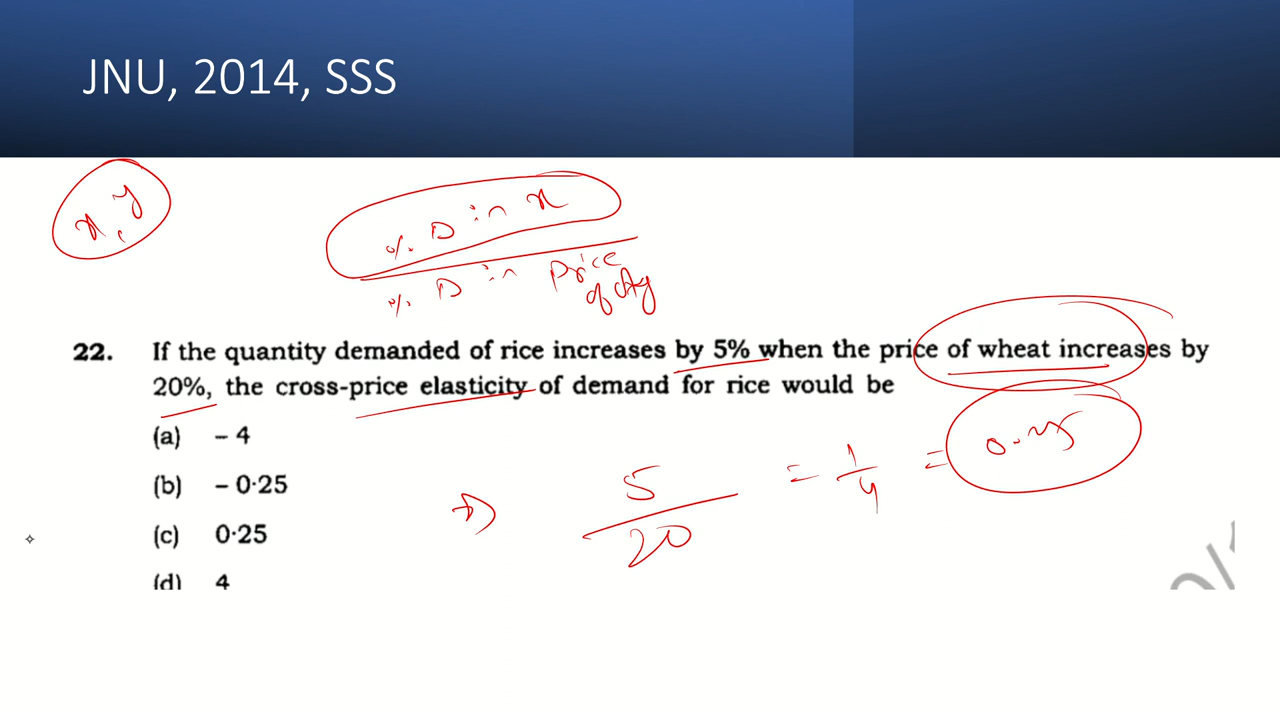 JNU, 2014, SSS
x, y
% D in x
% D in Price
of
22. If the quantity demanded of rice increases by 5% when the price of wheat increases by
20%, the cross-price elasticity of demand for rice would be
(a) – 4
(b) – 0·25
(c) 0·25
(d) 4
5
20
= 1/4 = 0.25